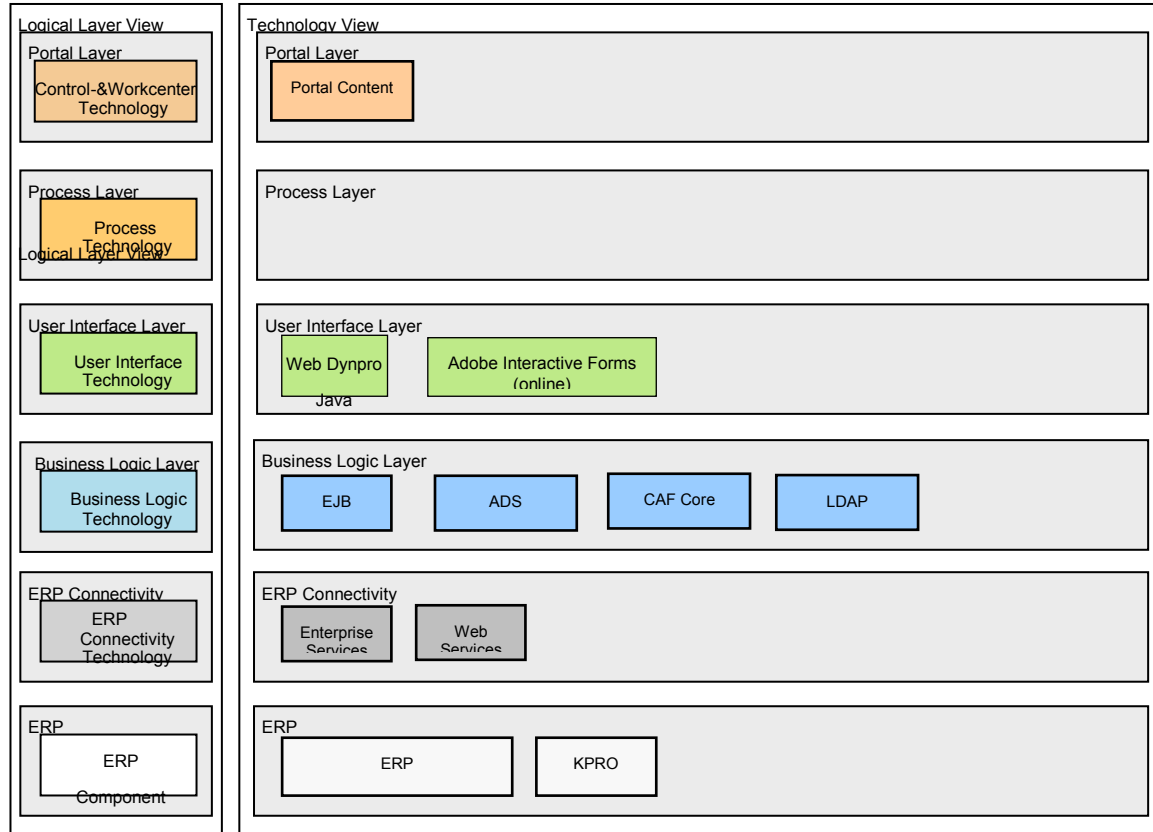 Logical Layer View
Portal Layer
Control-&Workcenter
Technology
Process Layer
Process
Technology
Logical Layer View
User Interface Layer
User Interface
Technology
Business Logic Layer
Business Logic
Technology
ERP Connectivity
ERP
Connectivity
Technology
ERP
ERP
Component
Technology View
Portal Layer
Portal Content
Process Layer
User Interface Layer
Web Dynpro
Java
Adobe Interactive Forms
(online)
Business Logic Layer
EJB
ADS
CAF Core
LDAP
ERP Connectivity
Enterprise
Services
Web
Services
ERP
ERP
KPRO